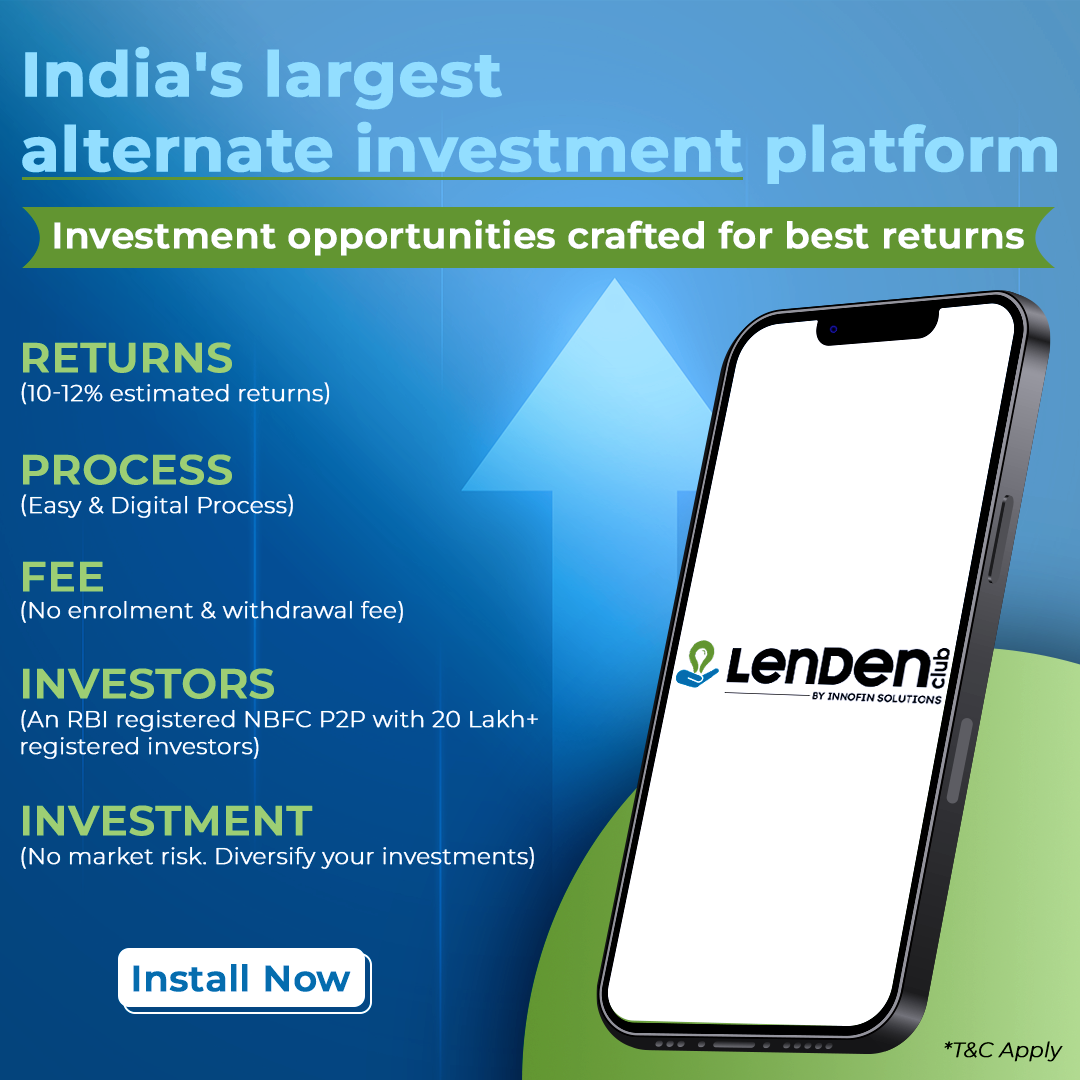 India's largest
alternate investment platform
Investment opportunities crafted for best returns
RETURNS
(10-12% estimated returns)
PROCESS
(Easy & Digital Process)
FEE
(No enrolment & withdrawal fee)
INVESTORS
(An RBI registered NBFC P2P with 20 Lakh+
registered investors)
INVESTMENT
(No market risk. Diversify your investments)
Install Now
LenDen club
BY INNOFIN SOLUTIONS
*T&C Apply